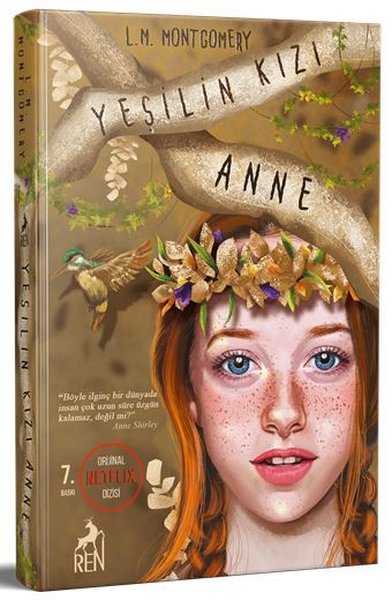 L.M. MONTGOMERY
YEŞİLİN KIZI
ANNE
"Böyle ilginç bir dünyada
insan çok uzun süre üzgün
kalamaz, değil mi?"
Anne Shirley
7.
BASKI
ORİJİNAL
NETFLIX
DİZİSİ
REN
L.M. MONTGOMERY
YEŞİLİN KIZI ANNE